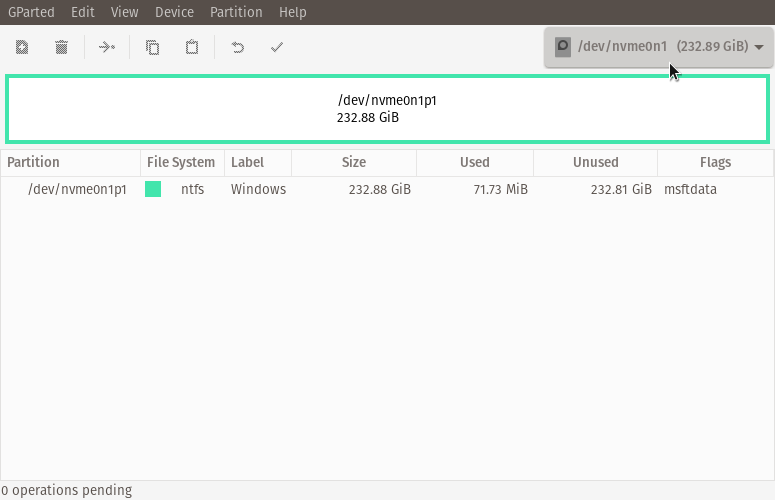 GParted Edit View Device Partition Help
/dev/nvme0n1 (232.89 GiB)
/dev/nvme0n1p1
232.88 GiB
Partition File System Label Size Used Unused Flags
/dev/nvme0n1p1 ntfs Windows 232.88 GiB 71.73 MiB 232.81 GiB msftdata
0 operations pending